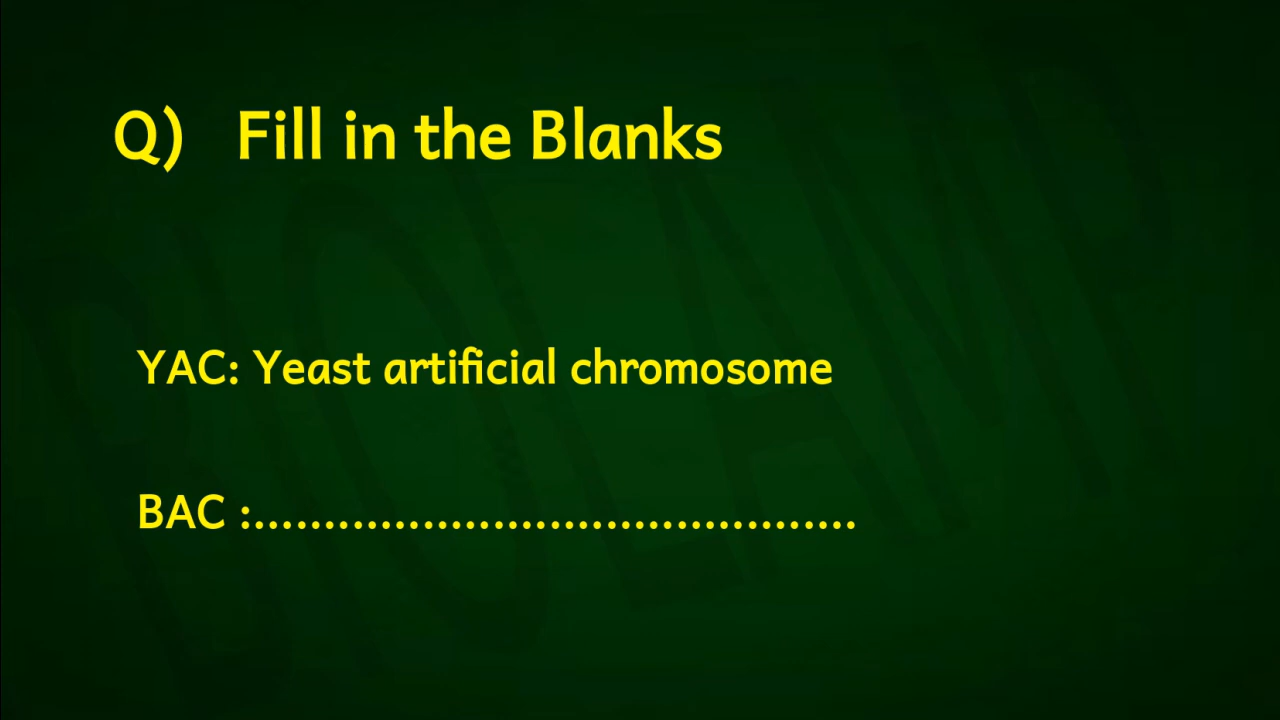 Q) Fill in the Blanks
YAC: Yeast artificial chromosome
BAC :...........................................